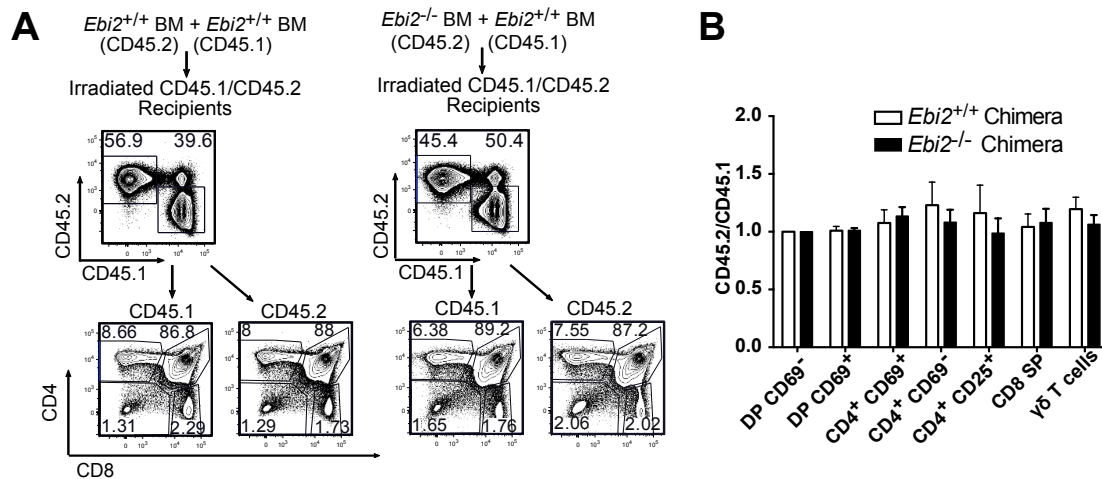 A
Ebi2+/+ BM + Ebi2+/+ BM
(CD45.2) (CD45.1)
Irradiated CD45.1/CD45.2
Recipients
56.9 39.6
CD45.2
CD45.1
CD45.1 CD45.2
8.66 86.8
1.31 2.29
8 88
1.29 1.73
CD4
CD8
Ebi2-/- BM + Ebi2+/+ BM
(CD45.2) (CD45.1)
Irradiated CD45.1/CD45.2
Recipients
45.4 50.4
CD45.2
CD45.1
CD45.1 CD45.2
6.38 89.2
1.65 1.76
7.55 87.2
2.06 2.02
B
Ebi2+/+ Chimera
Ebi2-/- Chimera
CD45.2/CD45.1
2.0
1.5
1.0
0.5
0.0
DP CD69-
DP CD69+
CD4+ CD69+
CD4+ CD69-
CD4+ CD25+
CD8 SP
γδ T cells